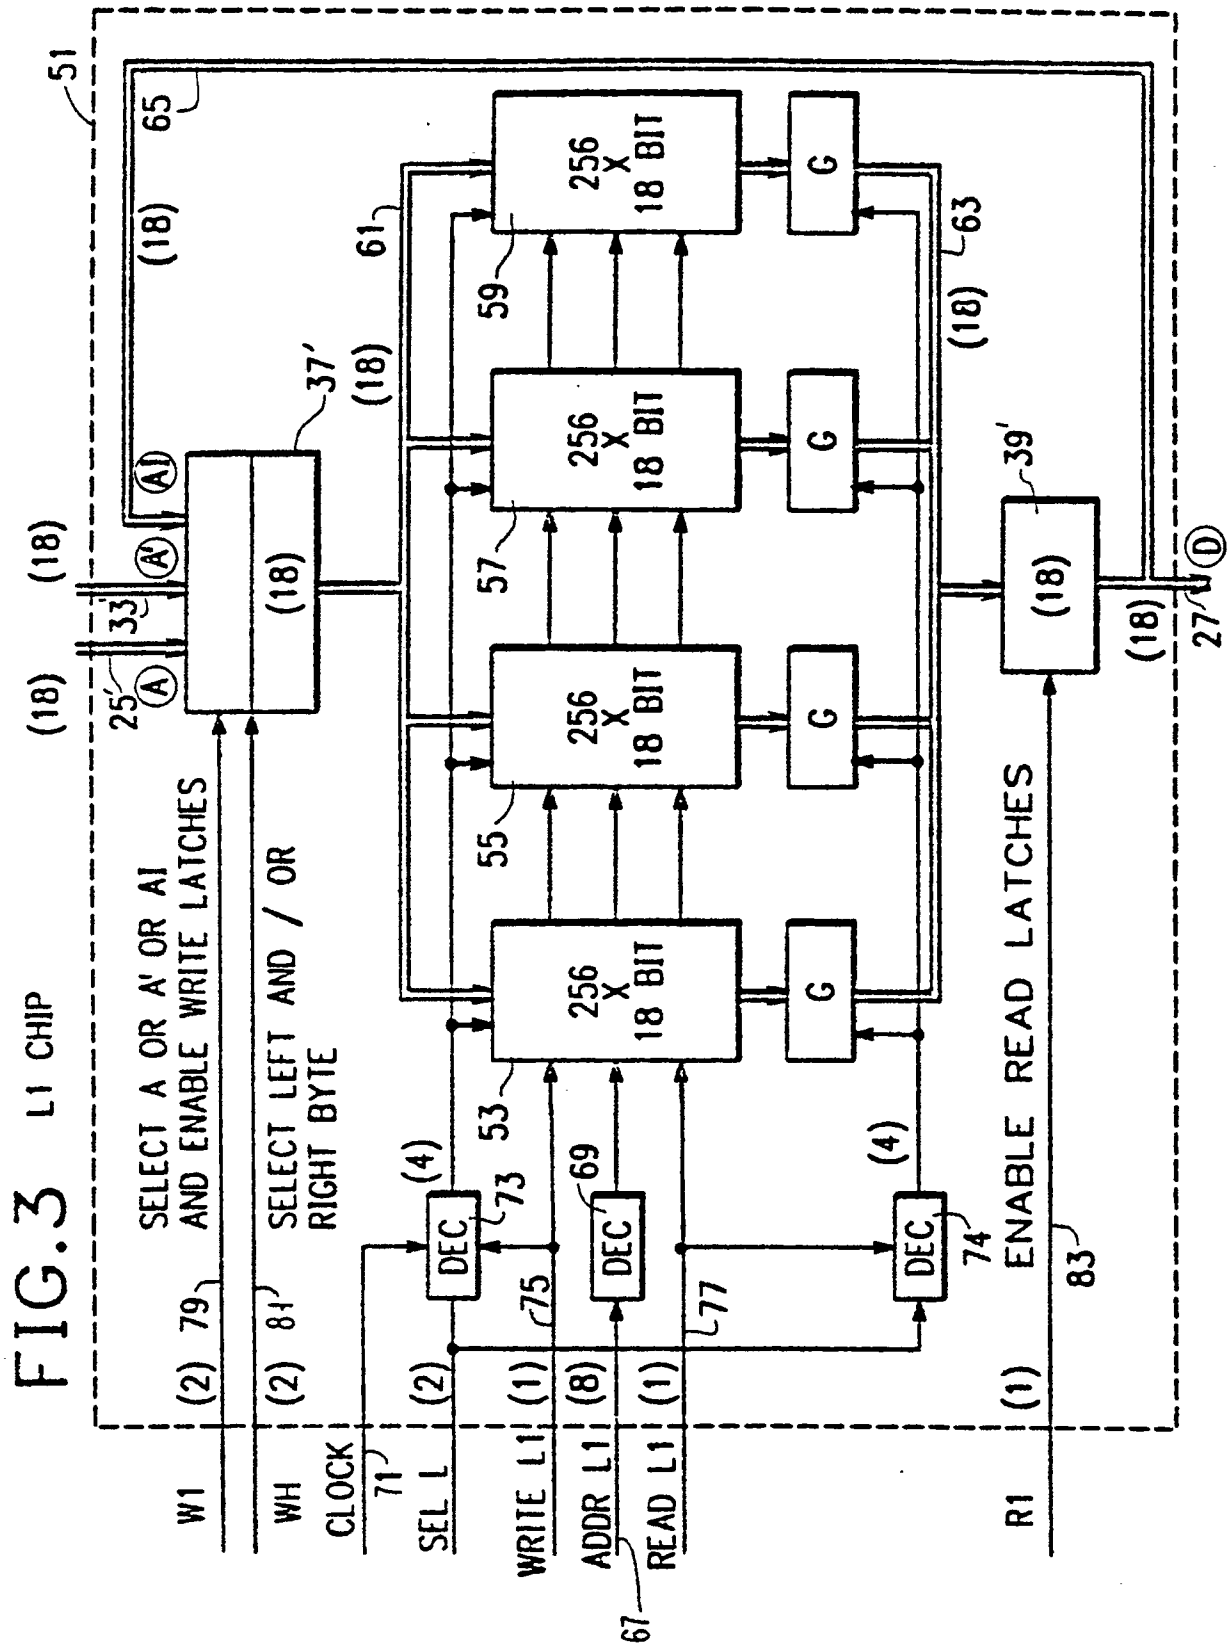 FIG.3 L1 CHIP
51
65
(18)
(18)
(18)
25'
33'
A
A'
AI
37'
(18)
W1
(2)
79
SELECT A OR A' OR AI
AND ENABLE WRITE LATCHES
WH
(2)
81
SELECT LEFT AND / OR
RIGHT BYTE
(18)
61
CLOCK
71
SEL L
(2)
DEC
73
(4)
WRITE L1
(1)
75
ADDR L1
(8)
67
DEC
69
READ L1
(1)
77
53
256
X
18 BIT
55
256
X
18 BIT
57
256
X
18 BIT
59
256
X
18 BIT
G
G
G
G
DEC
74
(4)
(18)
63
R1
(1)
83
ENABLE READ LATCHES
(18)
39'
(18)
27
D